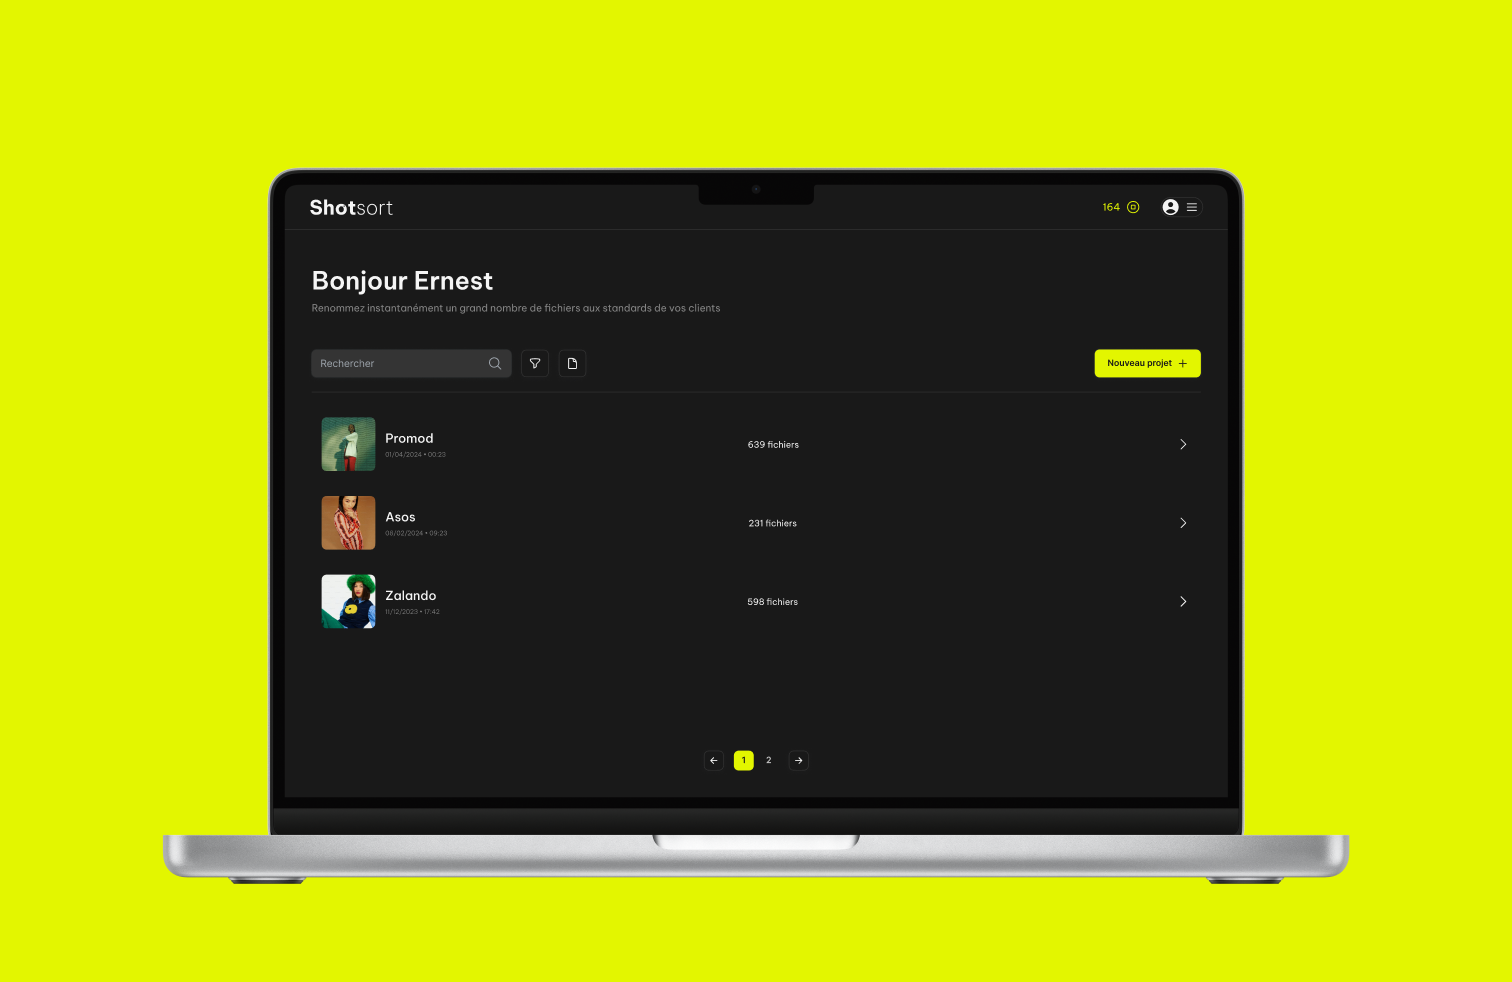 Shotsort
164
Bonjour Ernest
Renommez instantanément un grand nombre de fichiers aux standards de vos clients
Rechercher
Nouveau projet
Promod
639 fichiers
01/04/2024 • 00:23
Asos
231 fichiers
08/02/2024 • 09:23
Zalando
598 fichiers
11/12/2023 • 17:42
1
2